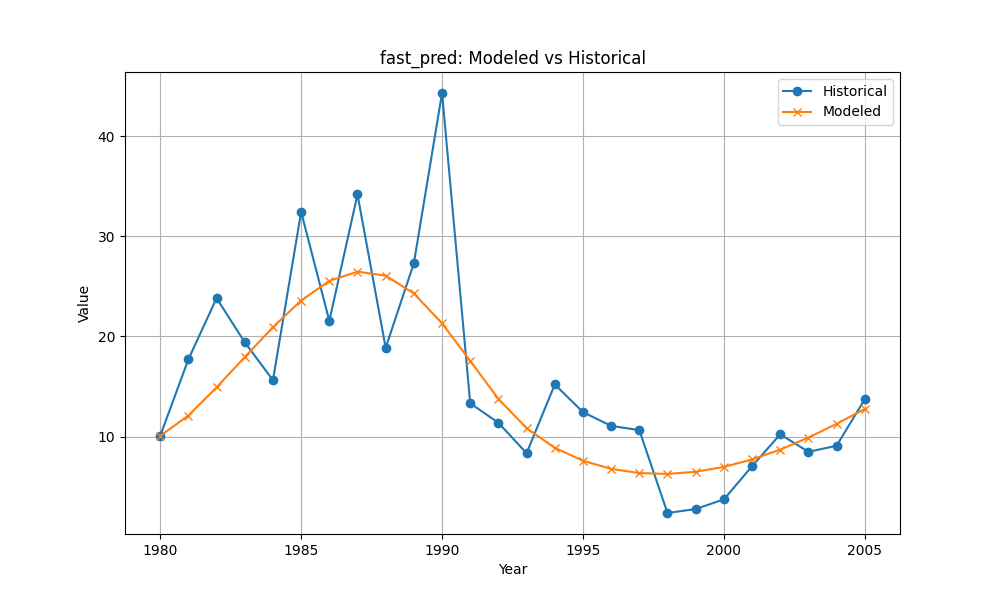 fast_pred: Modeled vs Historical
Historical
Modeled
Value
40
30
20
10
1980 1985 1990 1995 2000 2005
Year